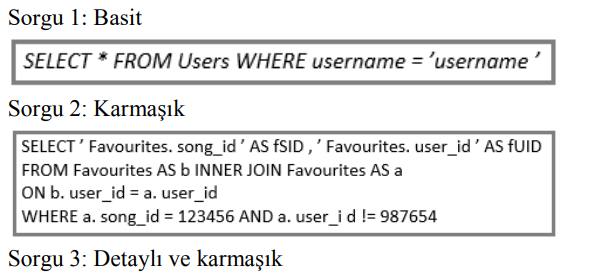 Sorgu 1: Basit
SELECT * FROM Users WHERE username = 'username '
Sorgu 2: Karmaşık
SELECT ' Favourites. song_id ' AS fSID , ' Favourites. user_id ' AS fUID
FROM Favourites AS b INNER JOIN Favourites AS a
ON b. user_id = a. user_id
WHERE a. song_id = 123456 AND a. user_i d != 987654
Sorgu 3: Detaylı ve karmaşık